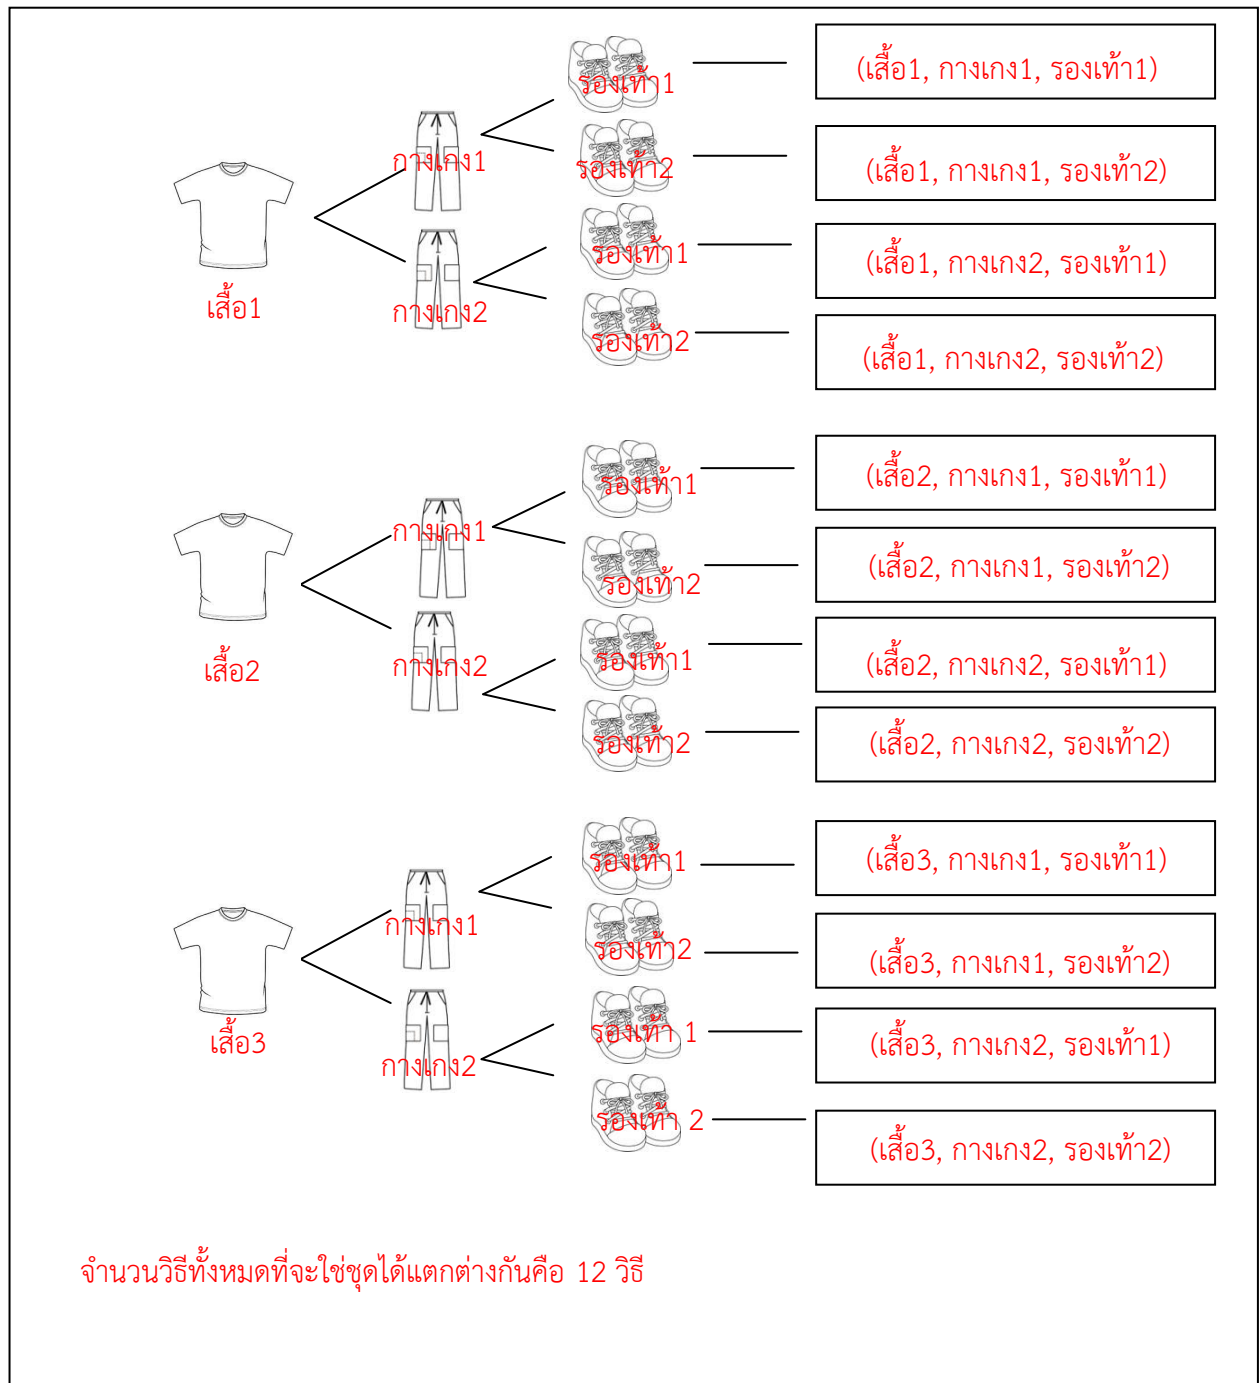 รองเท้า1
(เสื้อ1, กางเกง1, รองเท้า1)
กางเกง1
รองเท้า2
(เสื้อ1, กางเกง1, รองเท้า2)
เสื้อ1
กางเกง2
รองเท้า1
(เสื้อ1, กางเกง2, รองเท้า1)
รองเท้า2
(เสื้อ1, กางเกง2, รองเท้า2)
รองเท้า1
(เสื้อ2, กางเกง1, รองเท้า1)
กางเกง1
รองเท้า2
(เสื้อ2, กางเกง1, รองเท้า2)
เสื้อ2
กางเกง2
รองเท้า1
(เสื้อ2, กางเกง2, รองเท้า1)
รองเท้า2
(เสื้อ2, กางเกง2, รองเท้า2)
รองเท้า1
(เสื้อ3, กางเกง1, รองเท้า1)
กางเกง1
รองเท้า2
(เสื้อ3, กางเกง1, รองเท้า2)
เสื้อ3
กางเกง2
รองเท้า 1
(เสื้อ3, กางเกง2, รองเท้า1)
รองเท้า 2
(เสื้อ3, กางเกง2, รองเท้า2)
จำนวนวิธีทั้งหมดที่จะใช่ชุดได้แตกต่างกันคือ 12 วิธี